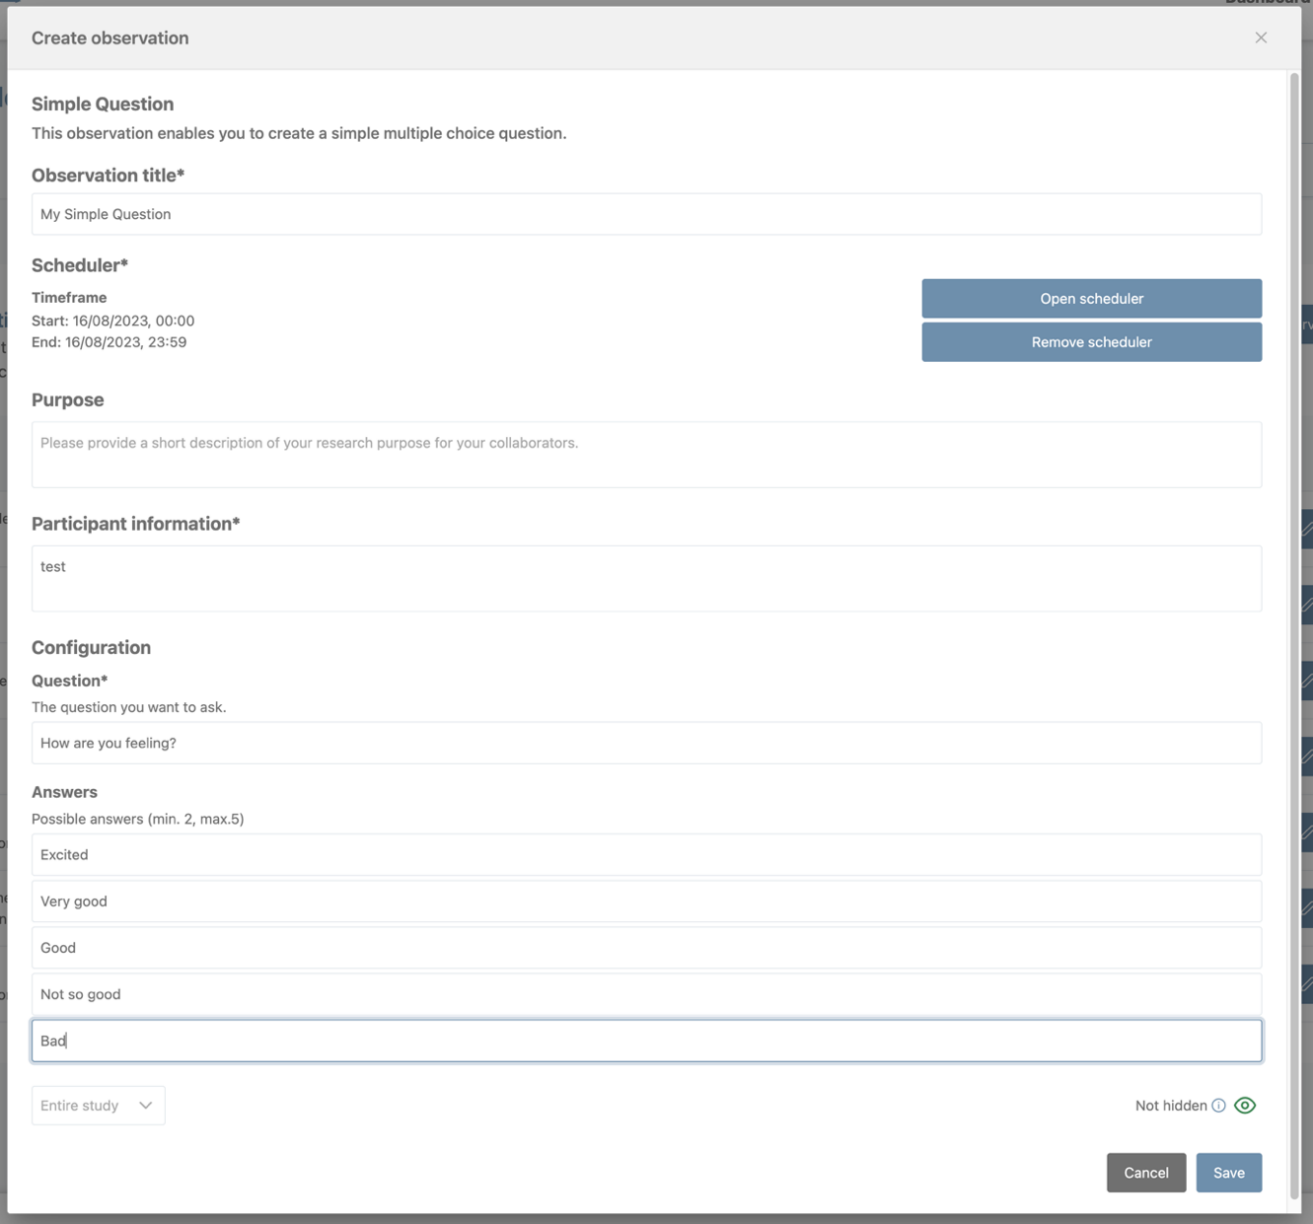 Create observation
Simple Question
This observation enables you to create a simple multiple choice question.
Observation title*
My Simple Question
Scheduler*
Timeframe
Start: 16/08/2023, 00:00
End: 16/08/2023, 23:59
Open scheduler
Remove scheduler
Purpose
Please provide a short description of your research purpose for your collaborators.
Participant information*
test
Configuration
Question*
The question you want to ask.
How are you feeling?
Answers
Possible answers (min. 2, max.5)
Excited
Very good
Good
Not so good
Bad
Entire study
Not hidden
Cancel
Save